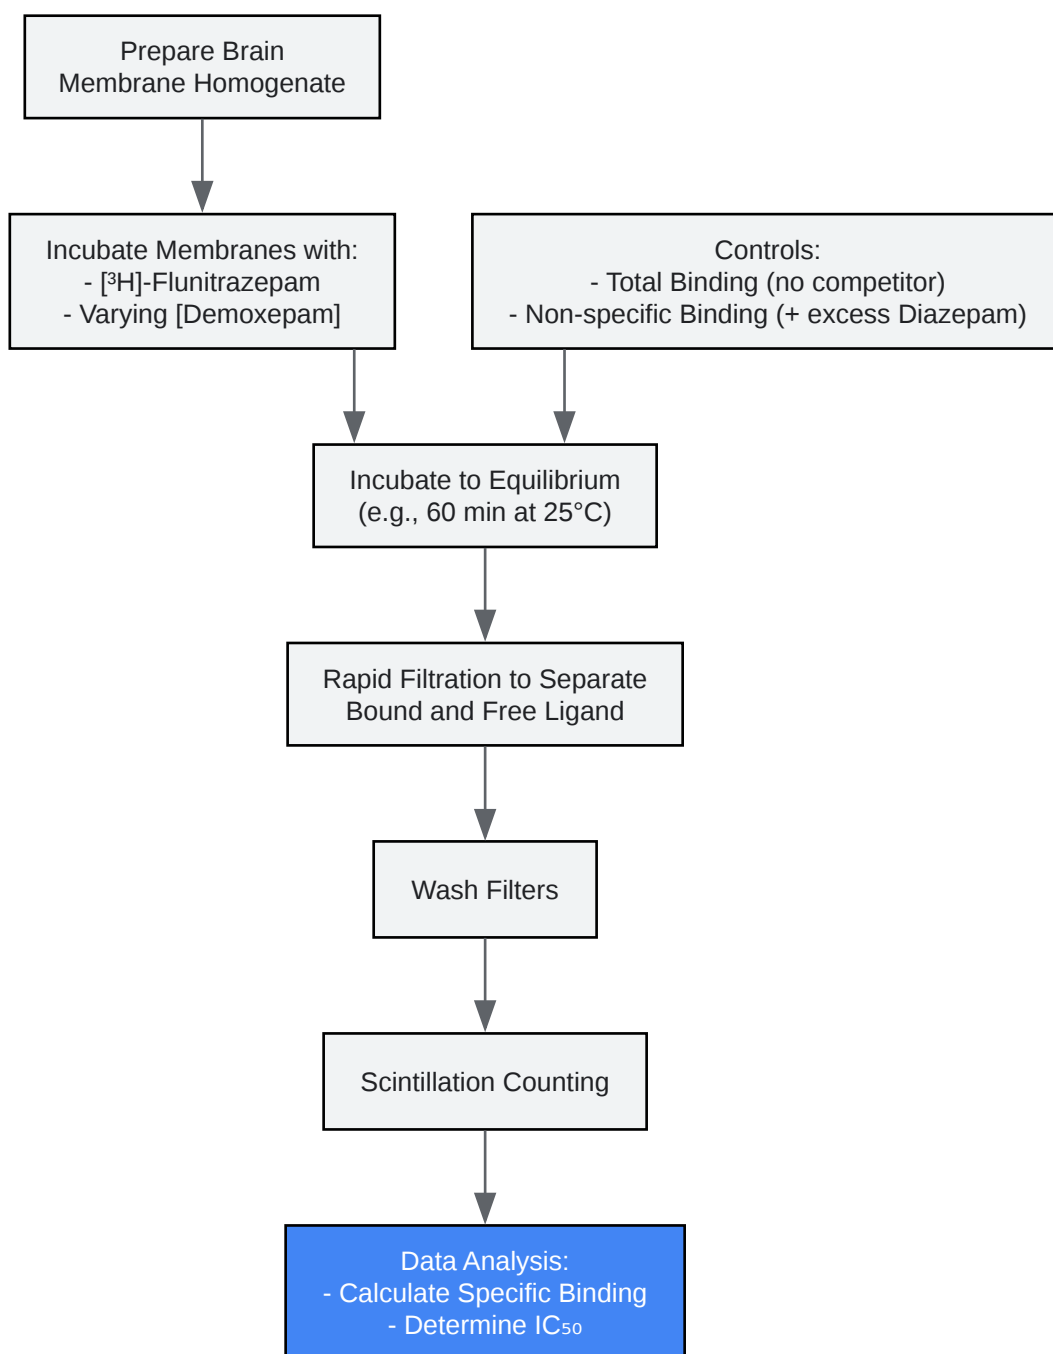 Prepare Brain
Membrane Homogenate
Incubate Membranes with:
- [³H]-Flunitrazepam
- Varying [Demoxepam]
Controls:
- Total Binding (no competitor)
- Non-specific Binding (+ excess Diazepam)
Incubate to Equilibrium
(e.g., 60 min at 25°C)
Rapid Filtration to Separate
Bound and Free Ligand
Wash Filters
Scintillation Counting
Data Analysis:
- Calculate Specific Binding
- Determine IC₅₀